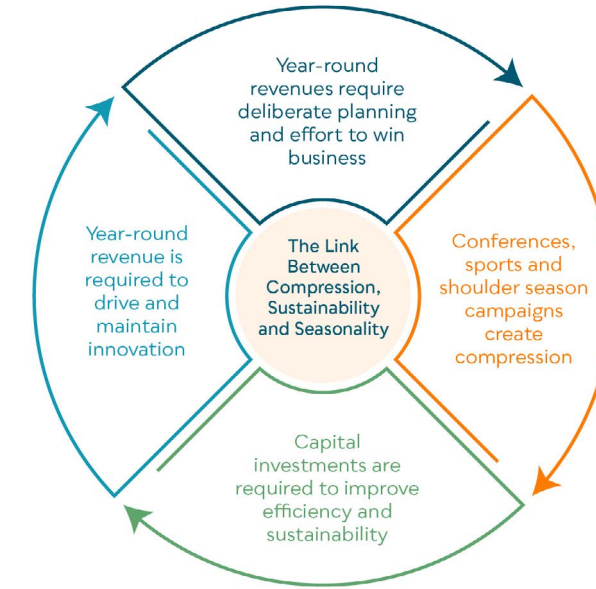 Year-round
revenues require
deliberate planning
and effort to win
business
Year-round
revenue is
required to
drive and
maintain
innovation
The Link
Between
Compression,
Sustainability
and Seasonality
Conferences,
sports and
shoulder season
campaigns
create
compression
Capital
investments are
required to improve
efficiency and
sustainability